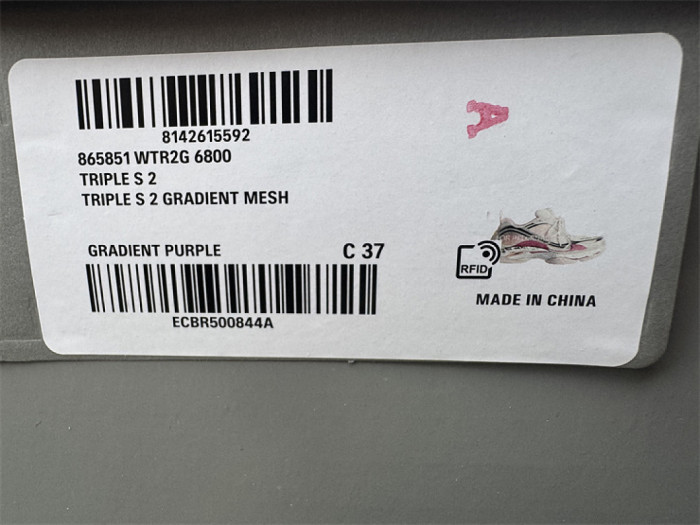 8142615592
865851 WTR2G 6800
TRIPLE S 2
TRIPLE S 2 GRADIENT MESH
GRADIENT PURPLE C 37
ECBR500844A
A
RFID
MADE IN CHINA